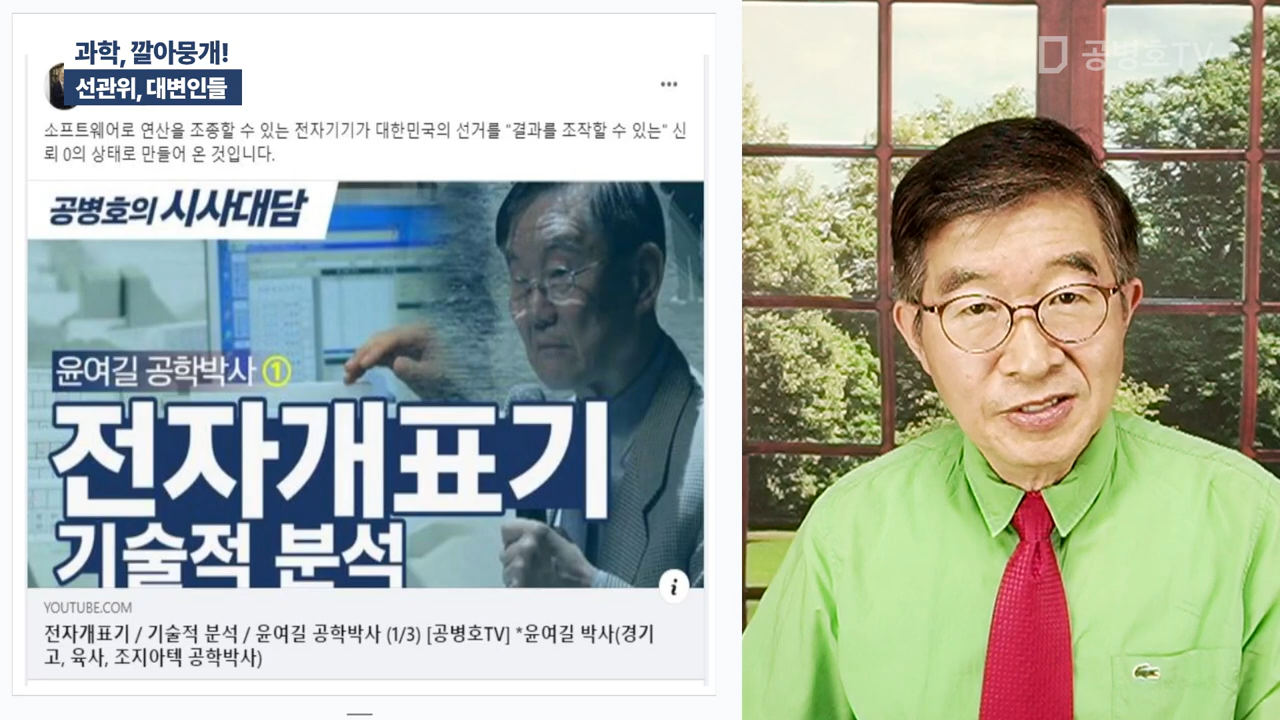 과학, 깔아뭉개!
선관위, 대변인들
소프트웨어로 연산을 조종할 수 있는 전자기기가 대한민국의 선거를 "결과를 조작할 수 있는" 신
뢰 0의 상태로 만들어 온 것입니다.
공병호의 시사대담
윤여길 공학박사 ①
전자개표기
기술적 분석
YOUTUBE.COM
전자개표기 / 기술적 분석 / 윤여길 공학박사 (1/3) [공병호TV] *윤여길 박사(경기
고, 육사, 조지아텍 공학박사)
공병호TV